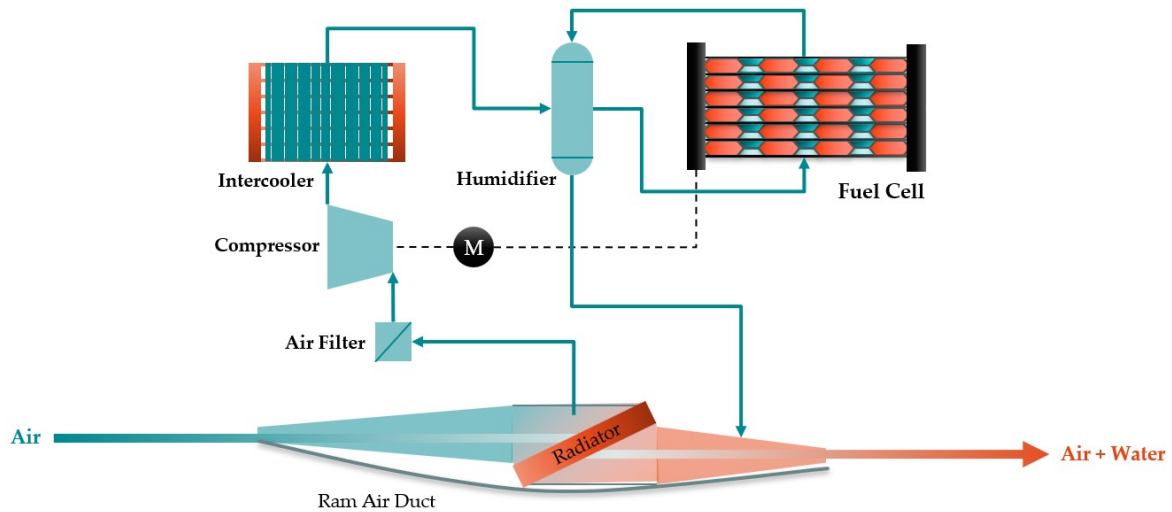 Intercooler
Humidifier
Fuel Cell
Compressor
M
Air Filter
Air
Radiator
Air + Water
Ram Air Duct